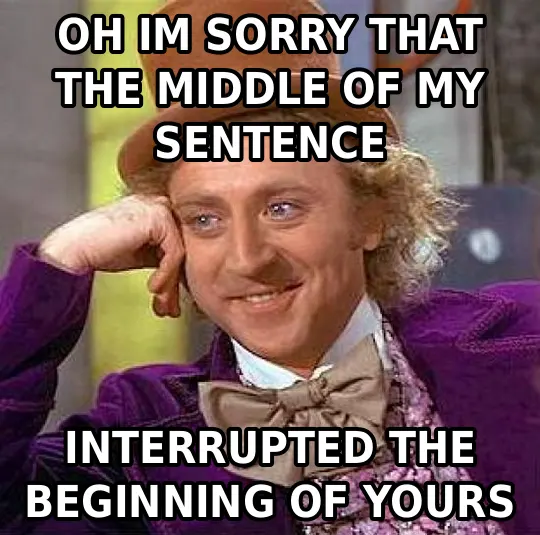 OH IM SORRY THAT
THE MIDDLE OF MY
SENTENCE
INTERRUPTED THE
BEGINNING OF YOURS